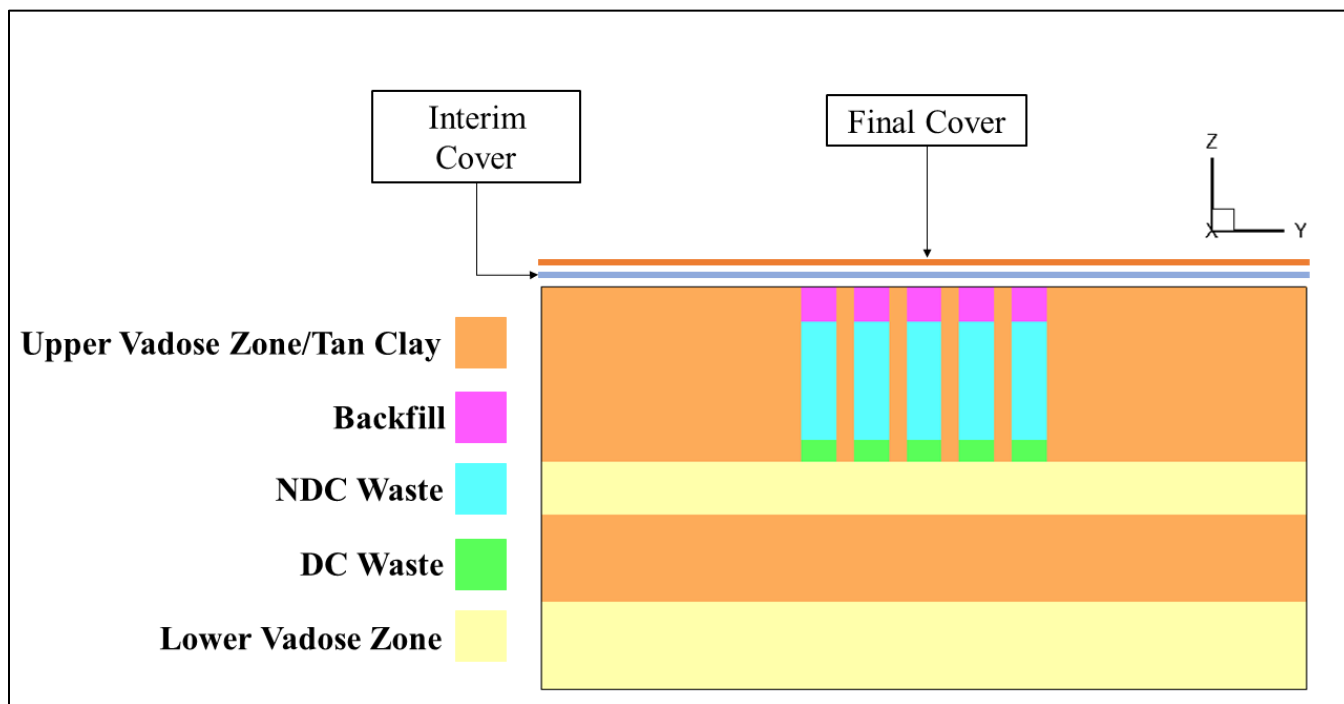 Interim
Cover
Final Cover
Z
X
Y
Upper Vadose Zone/Tan Clay
Backfill
NDC Waste
DC Waste
Lower Vadose Zone